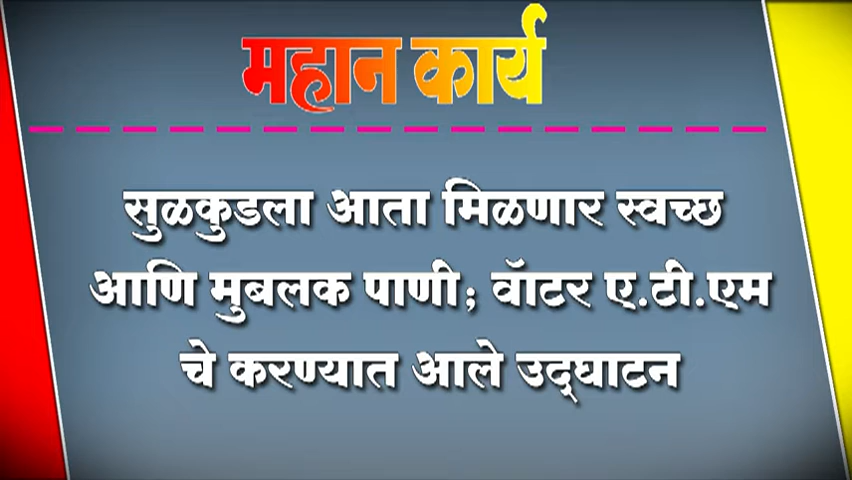 महान कार्य
सुळकुडला आता मिळणार स्वच्छ
आणि मुबलक पाणी; वॉटर ए.टी.एम
चे करण्यात आले उद्‌घाटन